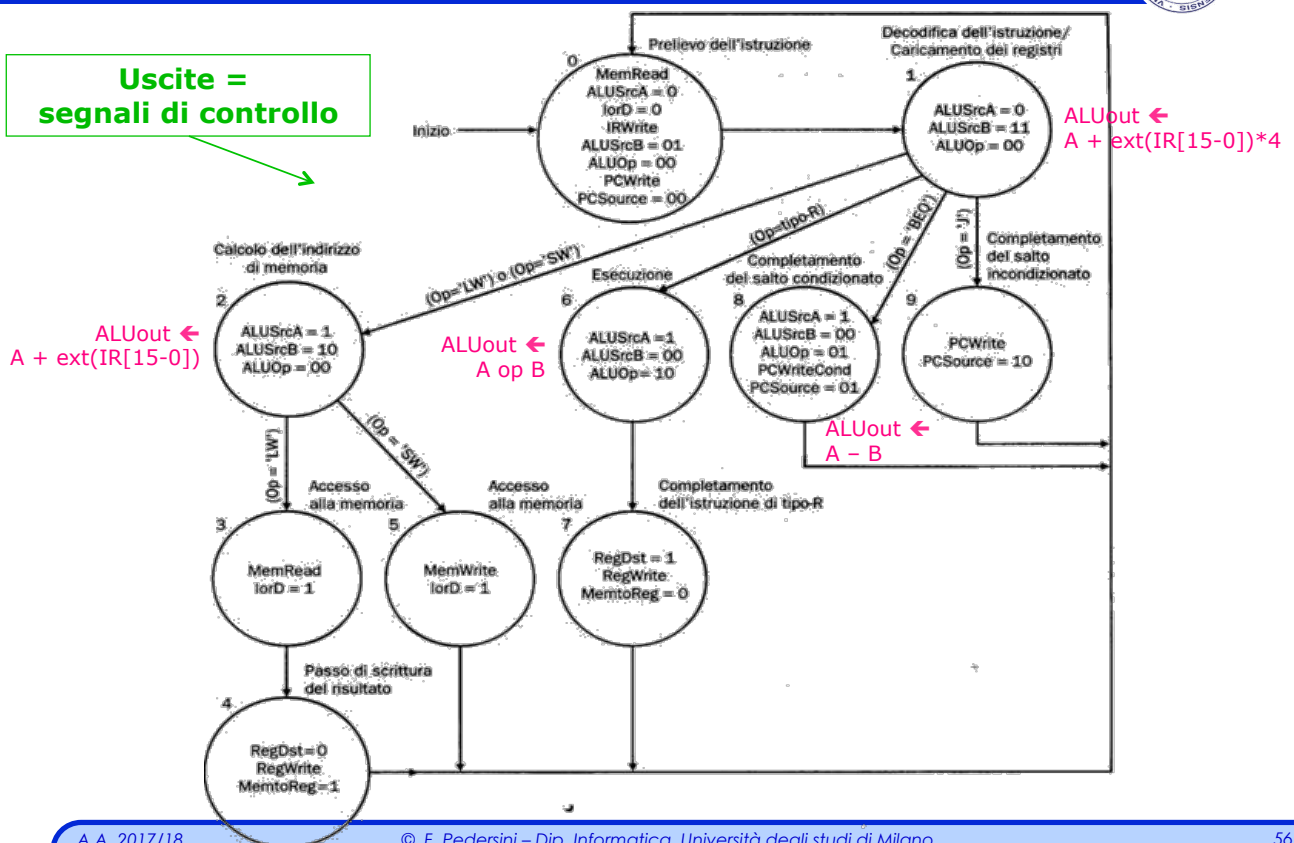 SIS · V
SIENSIS
Uscite =
segnali di controllo
Inizio
Prelievo dell'istruzione
0
MemRead
ALUSrcA = 0
IorD = 0
IRWrite
ALUSrcB = 01
ALUOp = 00
PCWrite
PCSource = 00
Decodifica dell'istruzione/
Caricamento dei registri
1
ALUSrcA = 0
ALUSrcB = 11
ALUOp = 00
ALUout ←
A + ext(IR[15-0])*4
(Op='LW') o (Op='SW')
(Op=tipo-R)
(Op = 'BEQ')
(Op = 'J')
Calcolo dell'indirizzo
di memoria
2
ALUSrcA = 1
ALUSrcB = 10
ALUOp = 00
ALUout ←
A + ext(IR[15-0])
Esecuzione
6
ALUSrcA =1
ALUSrcB = 00
ALUOp= 10
ALUout ←
A op B
Completamento
del salto condizionato
8
ALUSrcA = 1
ALUSrcB = 00
ALUOp = 01
PCWriteCond
PCSource = 01
ALUout ←
A – B
Completamento
del salto
incondizionato
9
PCWrite
PCSource = 10
(Op = 'LW')
(Op = 'SW')
Accesso
alla memoria
3
MemRead
IorD = 1
Accesso
alla memoria
5
MemWrite
IorD = 1
Completamento
dell'istruzione di tipo-R
7
RegDst = 1
RegWrite
MemtoReg = 0
Passo di scrittura
del risultato
4
RegDst=0
RegWrite
MemtoReg=1
A.A. 2017/18
© F. Pedersini – Dip. Informatica, Università degli studi di Milano
56